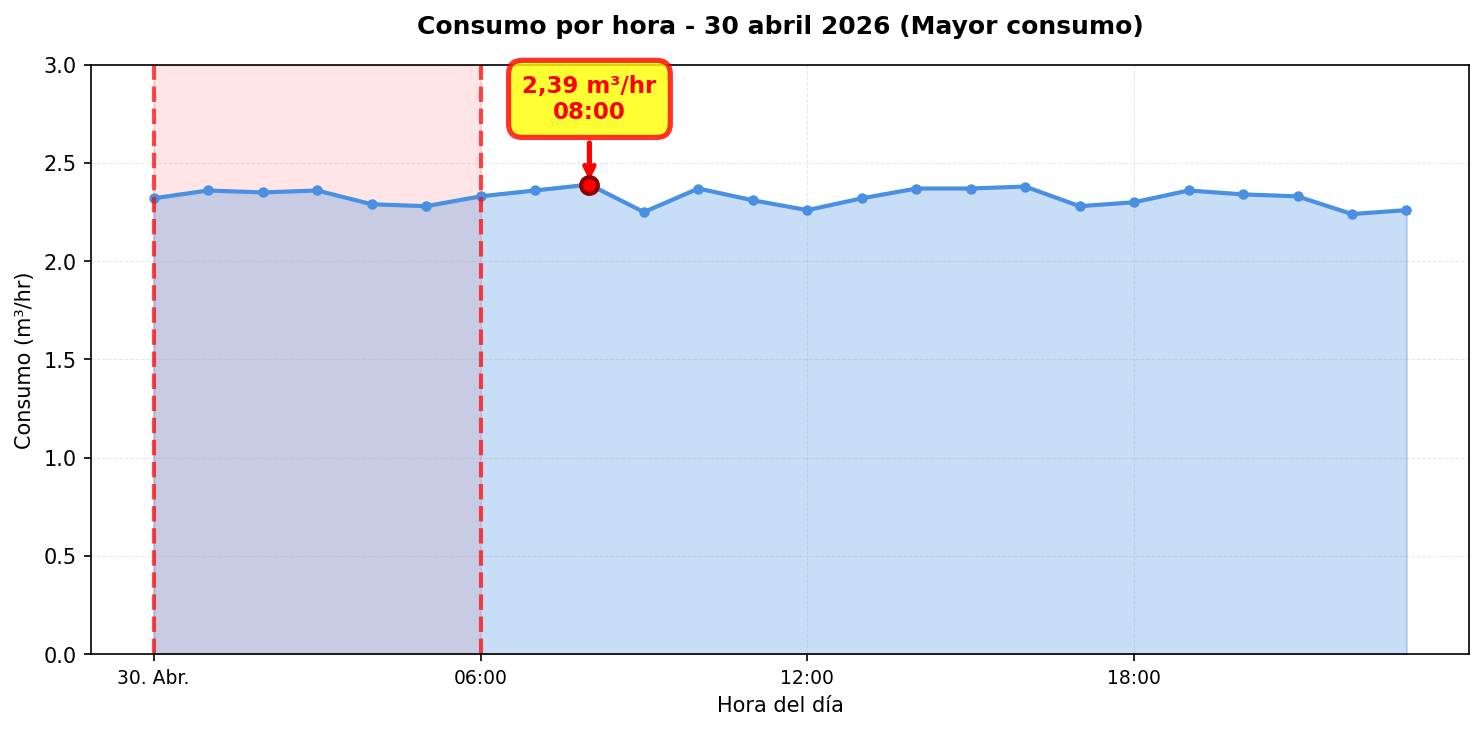 Consumo por hora - 30 abril 2026 (Mayor consumo)
2,39 m³/hr
08:00
Consumo (m³/hr)
3.0
2.5
2.0
1.5
1.0
0.5
0.0
30. Abr.
06:00
12:00
18:00
Hora del día